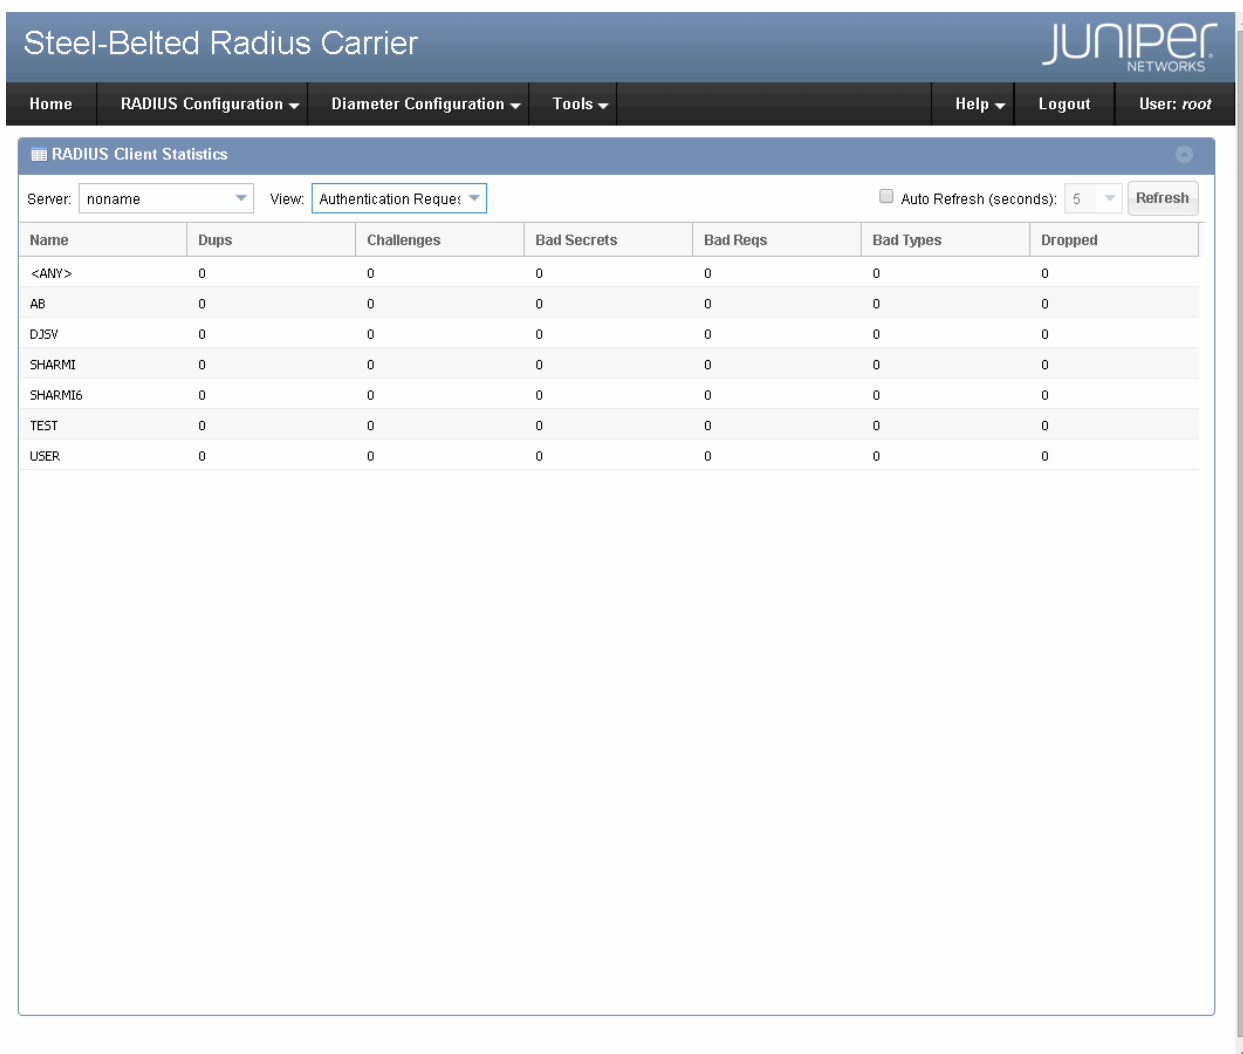 Steel-Belted Radius Carrier
JUNIPER
NETWORKS
Home RADIUS Configuration Diameter Configuration Tools Help Logout User: root
RADIUS Client Statistics
Server: noname View: Authentication Reques Auto Refresh (seconds): 5 Refresh
Name Dups Challenges Bad Secrets Bad Reqs Bad Types Dropped
<ANY> 0 0 0 0 0 0
AB 0 0 0 0 0 0
DJSV 0 0 0 0 0 0
SHARMI 0 0 0 0 0 0
SHARMI6 0 0 0 0 0 0
TEST 0 0 0 0 0 0
USER 0 0 0 0 0 0